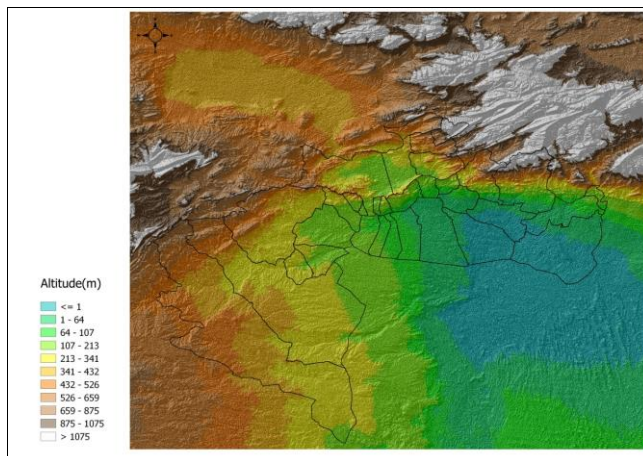 Altitude(m)
<= 1
1 - 64
64 - 107
107 - 213
213 - 341
341 - 432
432 - 526
526 - 659
659 - 875
875 - 1075
> 1075